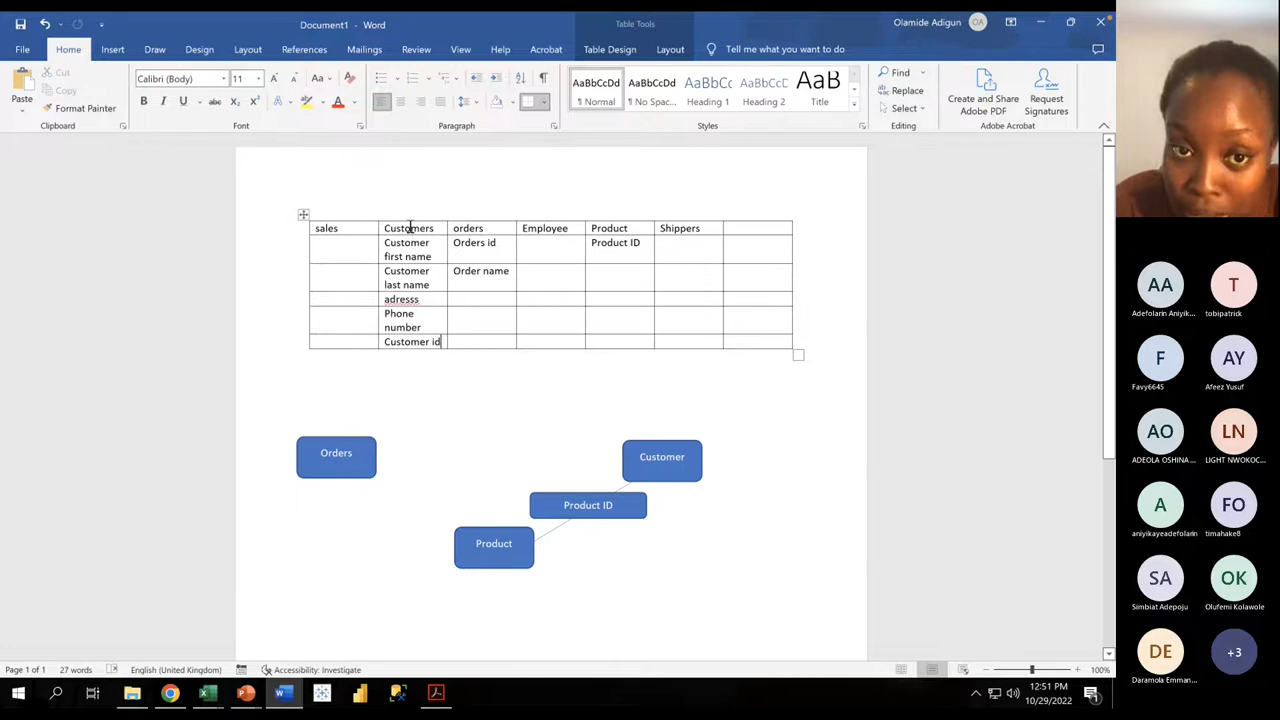 Document1 - Word
Table Tools
Olamide Adigun
OA
File
Home
Insert
Draw
Design
Layout
References
Mailings
Review
View
Help
Acrobat
Table Design
Layout
Tell me what you want to do
Paste
Cut
Copy
Format Painter
Clipboard
Calibri (Body)
11
Font
Paragraph
AaBbCcDd
¶ Normal
AaBbCcDd
¶ No Spac...
AaBbCc
Heading 1
AaBbCcC
Heading 2
AaB
Title
Styles
Find
Replace
Select
Editing
Create and Share
Adobe PDF
Request
Signatures
Adobe Acrobat
sales
Customers
orders
Employee
Product
Shippers
Customer
first name
Orders id
Product ID
Customer
last name
Order name
adresss
Phone
number
Customer id
Orders
Customer
Product ID
Product
AA
Adefolarin Aniyik...
T
tobipatrick
F
Favy6645
AY
Afeez Yusuf
AO
ADEOLA OSHINA ...
LN
LIGHT NWOKOC...
A
aniyikayeadefolarin
FO
timahake8
SA
Simbiat Adepoju
OK
Olufemi Kolawole
DE
Daramola Emman...
+3
Page 1 of 1
27 words
English (United Kingdom)
Accessibility: Investigate
100%
12:51 PM
10/29/2022